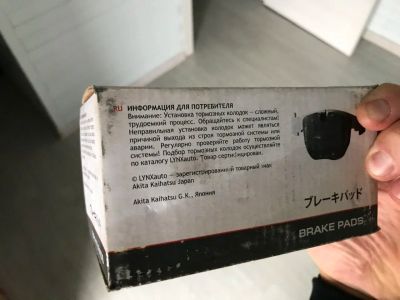 RU
ИНФОРМАЦИЯ ДЛЯ ПОТРЕБИТЕЛЯ
Внимание: Установка тормозных колодок – сложный,
трудоемкий процесс. Обращайтесь к специалистам!
Неправильная установка колодок может являться
причиной выхода из строя тормозной системы или
аварии. Регулярно проверяйте работу тормозной
системы! Подбор тормозных колодок осуществляйте
по каталогу LYNXauto. Товар сертифицирован.
© LYNXauto – зарегистрированный товарный знак
Akita Kaihatsu Japan
Akita Kaihatsu G.K., Япония
ブレーキパッド
BRAKE PADS